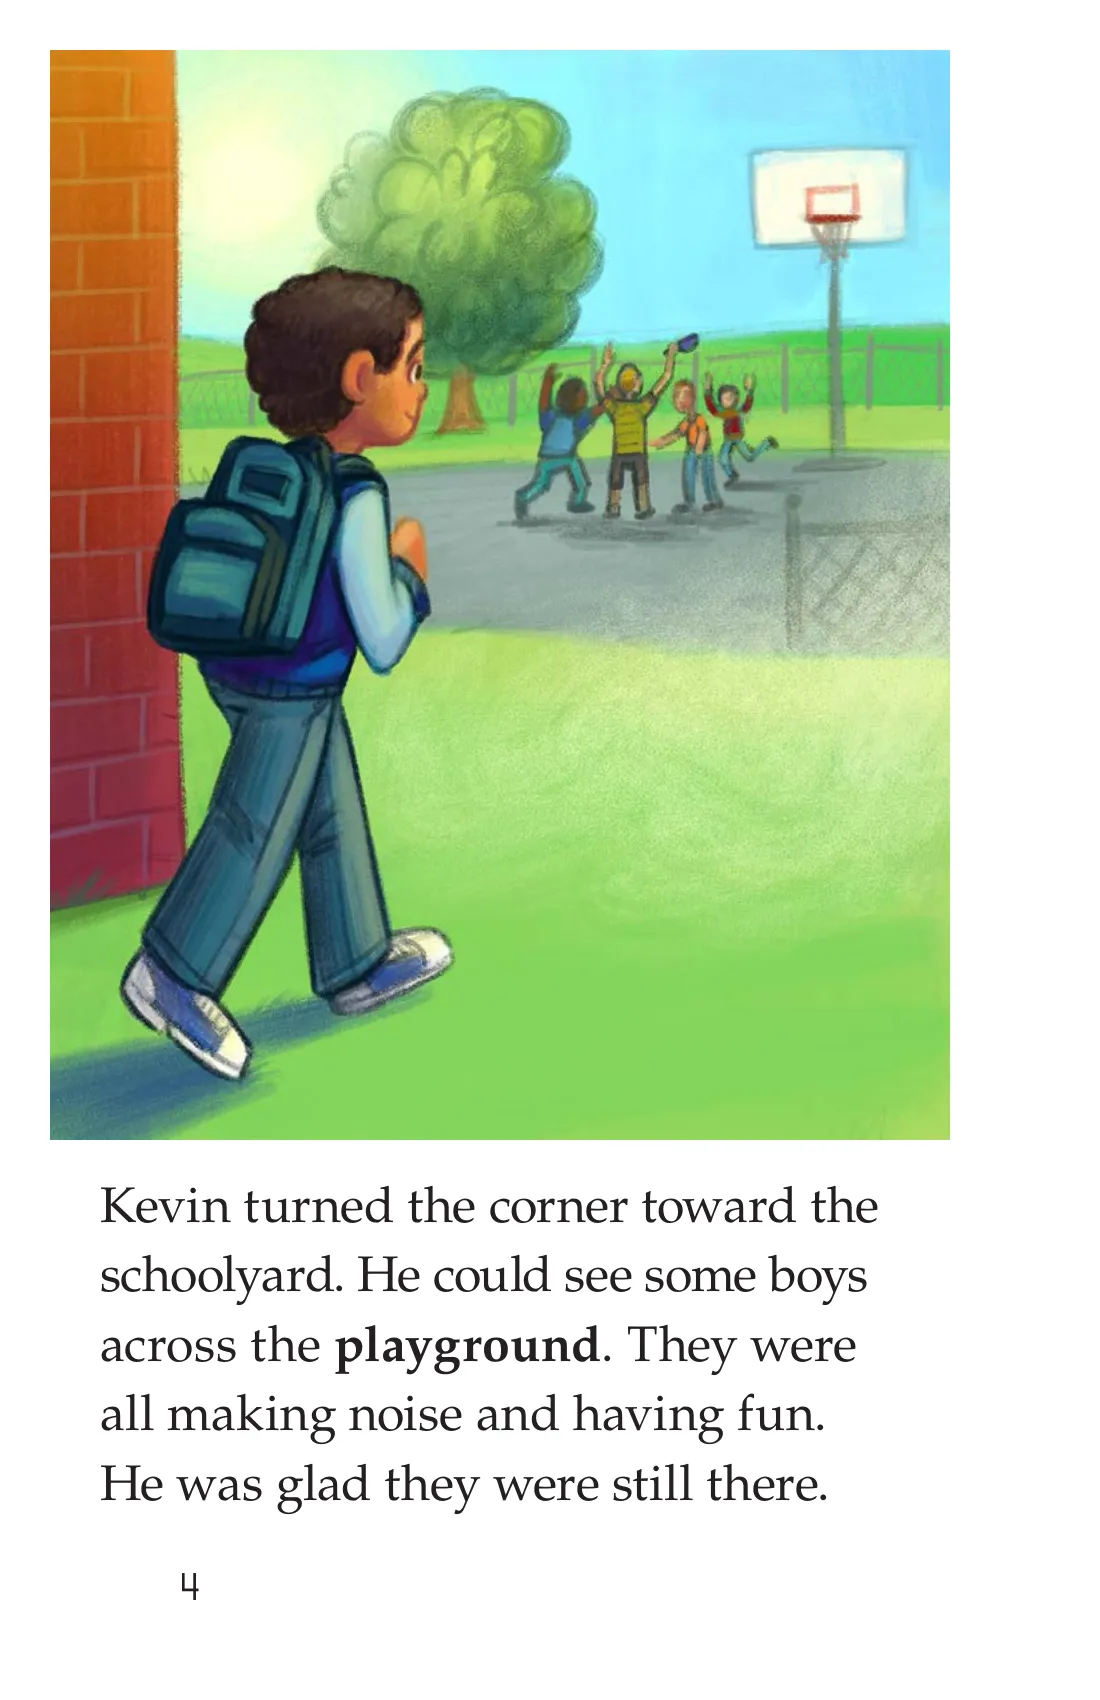 Kevin turned the corner toward the
schoolyard. He could see some boys
across the playground. They were
all making noise and having fun.
He was glad they were still there.
4